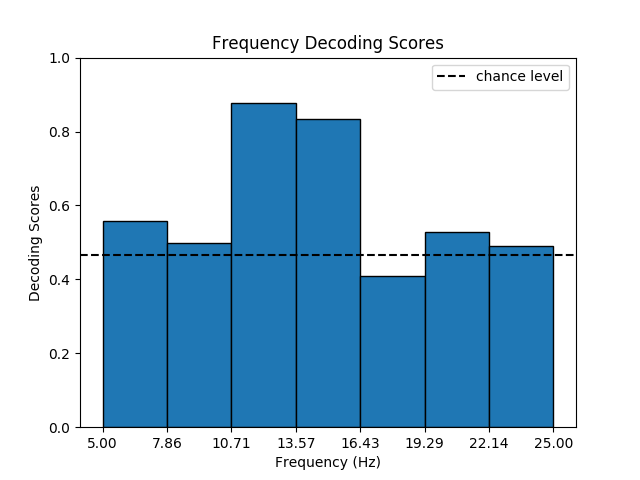 Frequency Decoding Scores
chance level
Decoding Scores
1.0
0.8
0.6
0.4
0.2
0.0
5.00 7.86 10.71 13.57 16.43 19.29 22.14 25.00
Frequency (Hz)